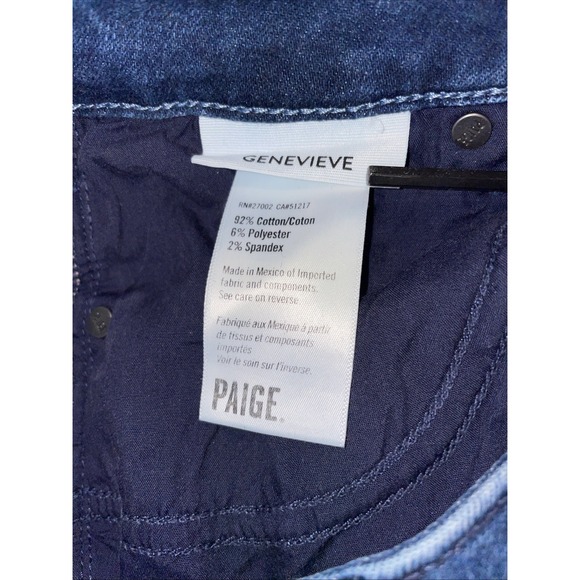 GENEVIEVE
RN#27002 CA#51217
92% Cotton/Coton
6% Polyester
2% Spandex
Made in Mexico of Imported
fabric and components.
See care on reverse
Fabriqué aux Mexique à partir
de tissus et composants
importés
Voir le soin sur l'inverse.
PAIGE.